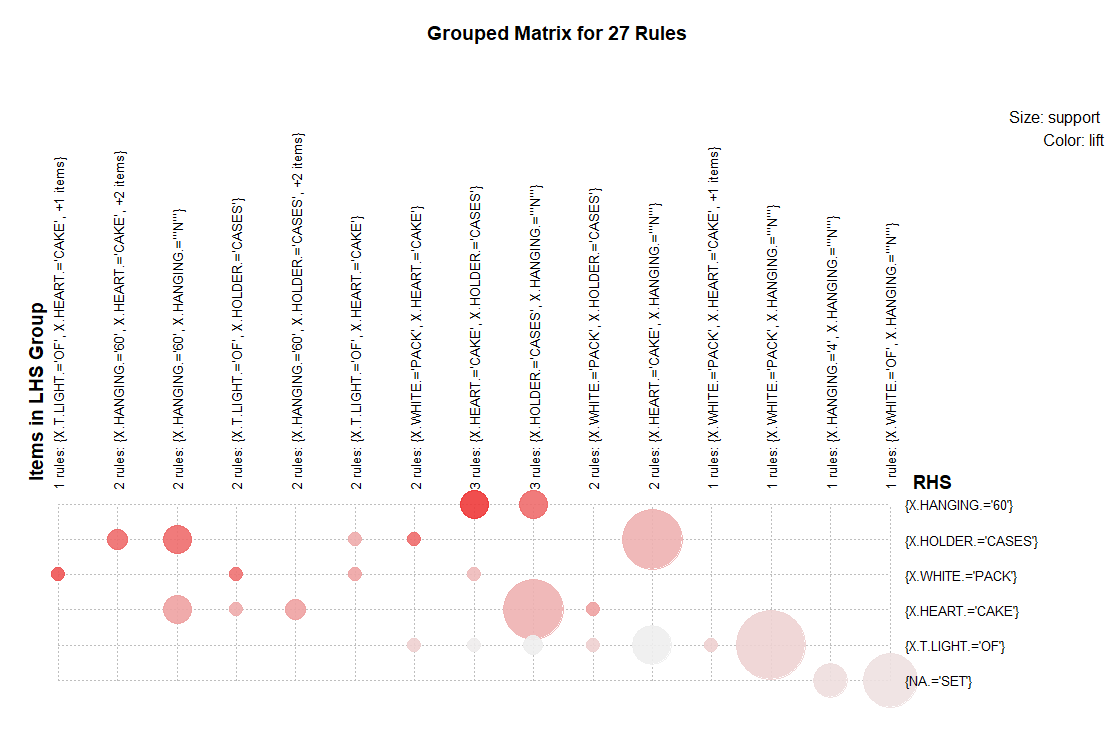 Grouped Matrix for 27 Rules
Size: support
Color: lift
Items in LHS Group
1 rules: {X.T.LIGHT.='OF', X.HEART.='CAKE', +1 items}
2 rules: {X.HANGING.='60', X.HEART.='CAKE', +2 items}
2 rules: {X.HANGING.='60', X.HANGING.='"N"'}
2 rules: {X.T.LIGHT.='OF', X.HOLDER.='CASES'}
2 rules: {X.HANGING.='60', X.HOLDER.='CASES', +2 items}
2 rules: {X.T.LIGHT.='OF', X.HEART.='CAKE'}
2 rules: {X.WHITE.='PACK', X.HEART.='CAKE'}
3 rules: {X.HEART.='CAKE', X.HOLDER.='CASES'}
3 rules: {X.HOLDER.='CASES', X.HANGING.='"N"'}
2 rules: {X.WHITE.='PACK', X.HOLDER.='CASES'}
2 rules: {X.HEART.='CAKE', X.HANGING.='"N"'}
1 rules: {X.WHITE.='PACK', X.HEART.='CAKE', +1 items}
1 rules: {X.WHITE.='PACK', X.HANGING.='"N"'}
1 rules: {X.HANGING.='4', X.HANGING.='"N"'}
1 rules: {X.WHITE.='OF', X.HANGING.='"N"'}
RHS
{X.HANGING.='60'}
{X.HOLDER.='CASES'}
{X.WHITE.='PACK'}
{X.HEART.='CAKE'}
{X.T.LIGHT.='OF'}
{NA.='SET'}